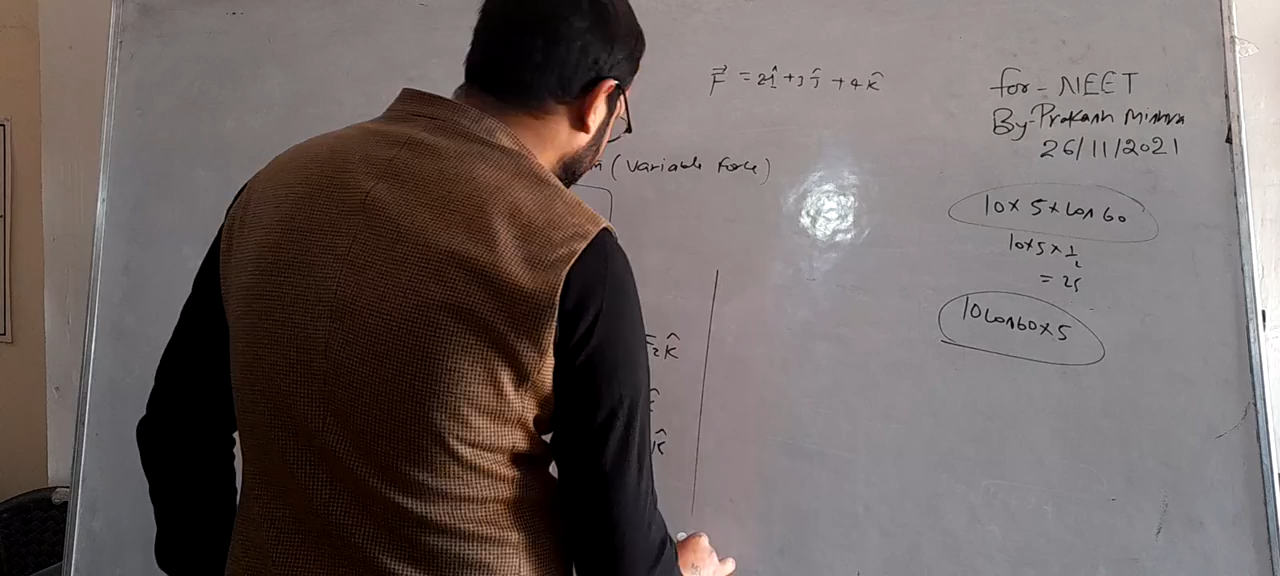 F⃗ = 2î + 3ĵ + 4k̂
for - NEET
By - Prakash Mishra
26/11/2021
(Variable Force)
10 × 5 × cos 60
10 × 5 × 1/2
= 25
10 cos 60 × 5
k̂
k̂